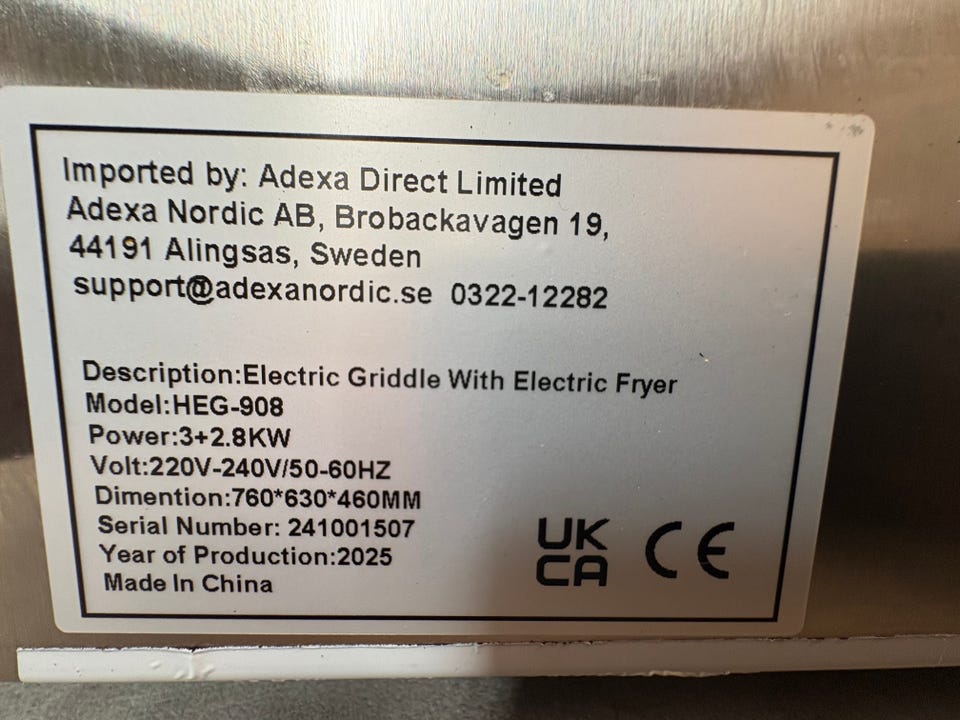 Imported by: Adexa Direct Limited
Adexa Nordic AB, Brobackavagen 19,
44191 Alingsas, Sweden
support@adexanordic.se 0322-12282
Description:Electric Griddle With Electric Fryer
Model:HEG-908
Power:3+2.8KW
Volt:220V-240V/50-60HZ
Dimention:760*630*460MM
Serial Number: 241001507
Year of Production:2025
Made In China
UK
CA
CE